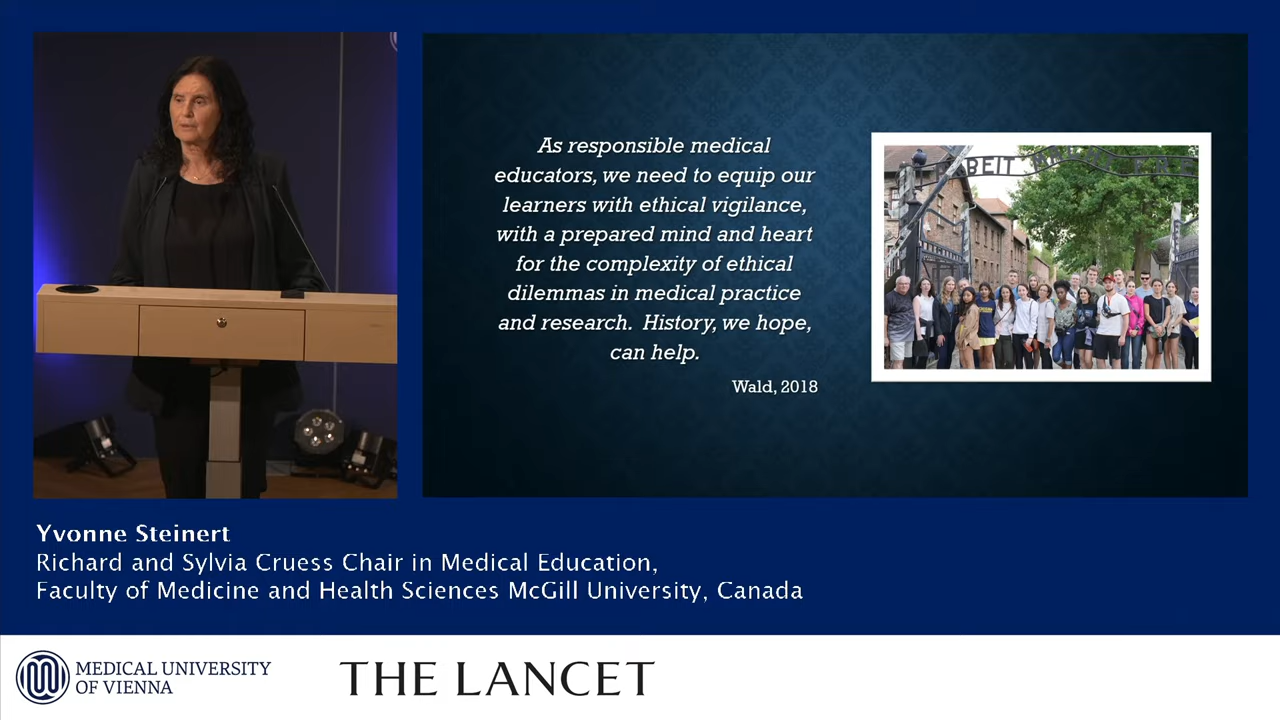 As responsible medical
educators, we need to equip our
learners with ethical vigilance,
with a prepared mind and heart
for the complexity of ethical
dilemmas in medical practice
and research. History, we hope,
can help.
Wald, 2018
BEIT
Yvonne Steinert
Richard and Sylvia Cruess Chair in Medical Education,
Faculty of Medicine and Health Sciences McGill University, Canada
MEDICAL UNIVERSITY
OF VIENNA
THE LANCET